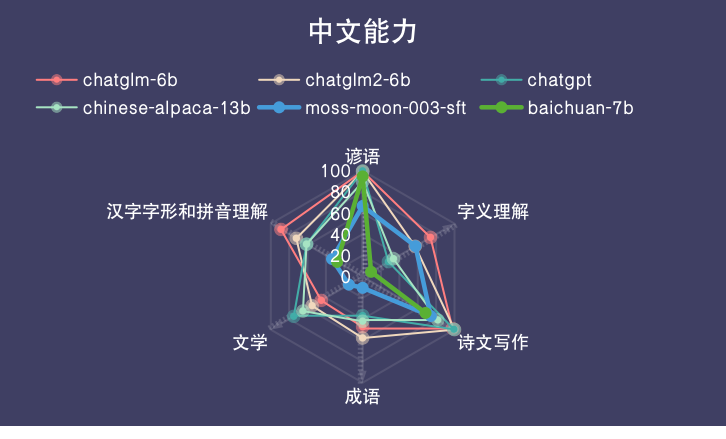 中文能力
chatglm-6b chatglm2-6b chatgpt
chinese-alpaca-13b moss-moon-003-sft baichuan-7b
谚语
100
80
汉字字形和拼音理解 字义理解
60
40
20
0
文学 诗文写作
成语